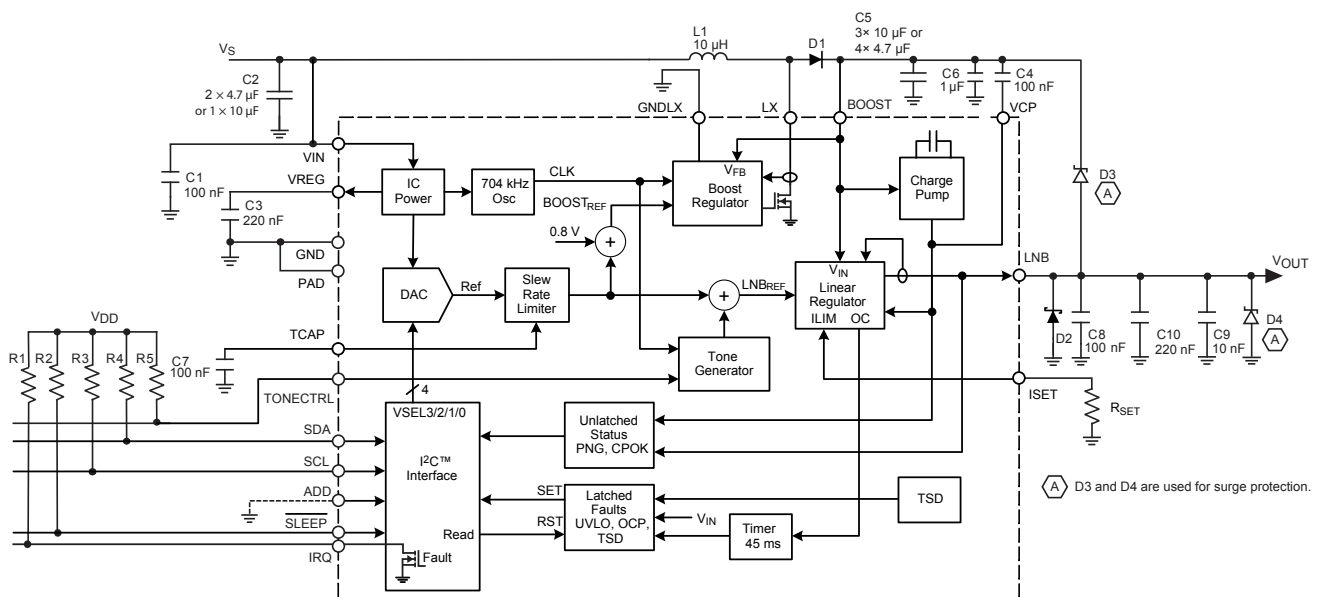 C5
3× 10 µF or
4× 4.7 µF
L1
10 µH
D1
VS
C2
2 × 4.7 µF
or 1 × 10 µF
C6
1 µF
C4
100 nF
GNDLX
LX
BOOST
VCP
VIN
C1
100 nF
VREG
C3
220 nF
GND
PAD
IC
Power
704 kHz
Osc
CLK
BOOSTREF
0.8 V
+
VFB
Boost
Regulator
Charge
Pump
D3
A
DAC
Ref
Slew
Rate
Limiter
+
LNBREF
VIN
Linear
Regulator
ILIM OC
LNB
VOUT
D2
C8
100 nF
C10
220 nF
C9
10 nF
D4
A
VDD
R1
R2
R3
R4
R5
C7
100 nF
TCAP
Tone
Generator
TONECTRL
4
ISET
RSET
VSEL3/2/1/0
I2C™
Interface
SDA
SCL
ADD
SLEEP
IRQ
Read
Fault
Unlatched
Status
PNG, CPOK
SET
RST
Latched
Faults
UVLO, OCP,
TSD
VIN
Timer
45 ms
TSD
A D3 and D4 are used for surge protection.